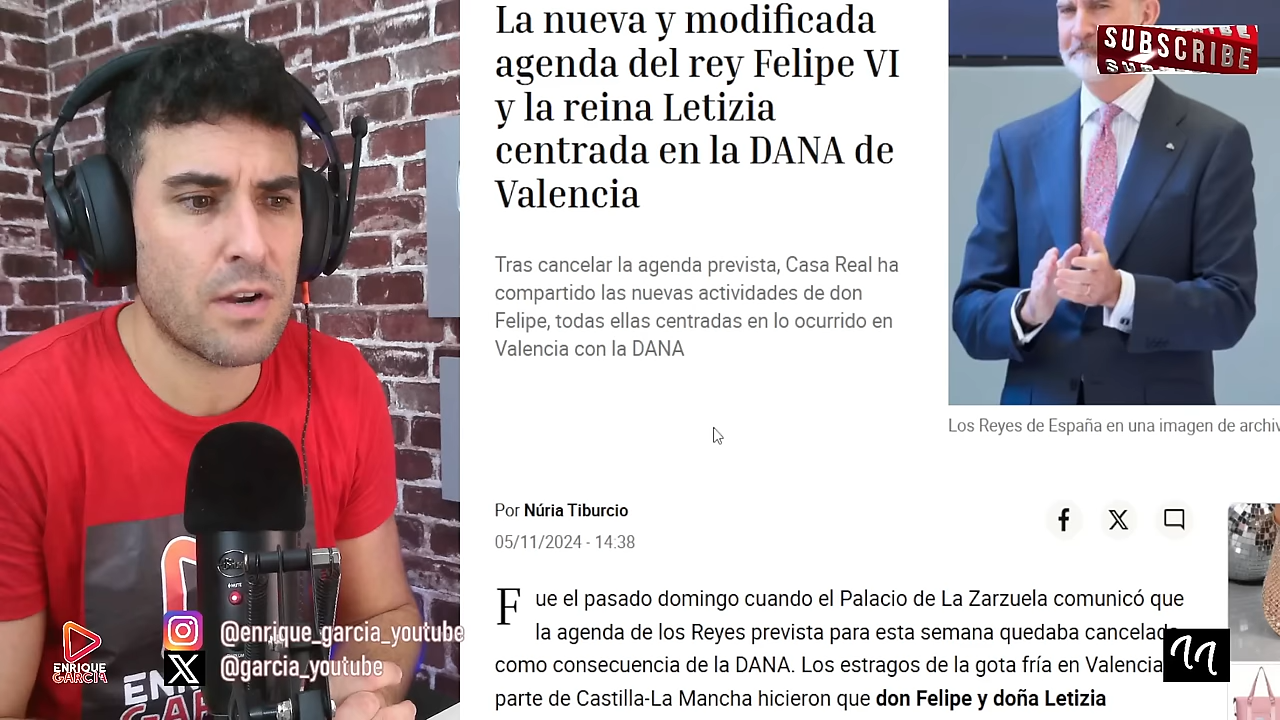 La nueva y modificada
agenda del rey Felipe VI
y la reina Letizia
centrada en la DANA de
Valencia
Tras cancelar la agenda prevista, Casa Real ha
compartido las nuevas actividades de don
Felipe, todas ellas centradas en lo ocurrido en
Valencia con la DANA
SUBSCRIBE
Los Reyes de España en una imagen de
Por Núria Tiburcio
05/11/2024 - 14.38
Fue el pasado domingo cuando el Palacio de La Zarzuela comunicó que
la agenda de los Reyes prevista para esta semana quedaba
como consecuencia de la DANA. Los estragos de la gota fría en Valencia
parte de Castilla-La Mancha hicieron que don Felipe y doña Letizia
@enrique_garcia_youtube
@garcia_youtube
ENRIQUE
GARCIA
MUTE